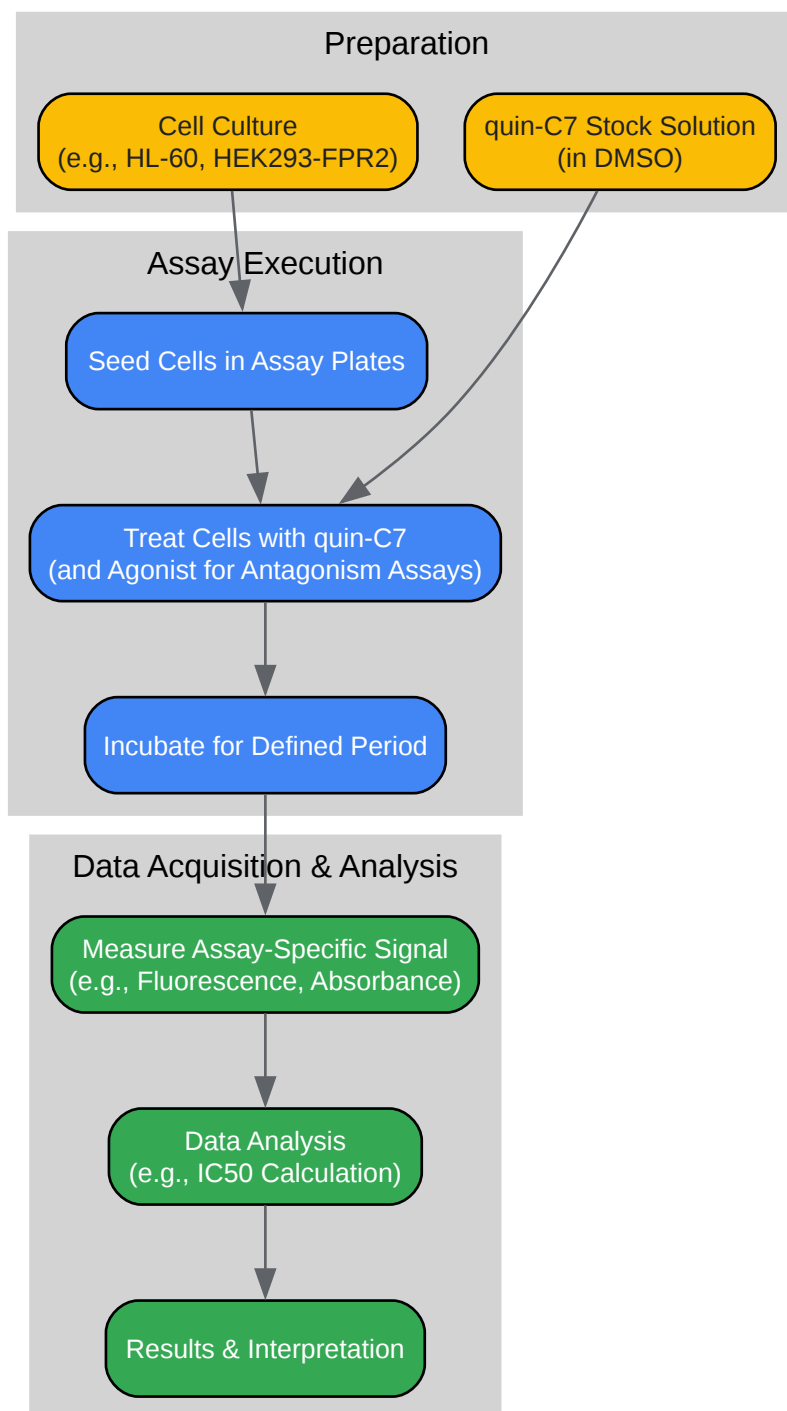 Preparation
Cell Culture
(e.g., HL-60, HEK293-FPR2)
quin-C7 Stock Solution
(in DMSO)
Assay Execution
Seed Cells in Assay Plates
Treat Cells with quin-C7
(and Agonist for Antagonism Assays)
Incubate for Defined Period
Data Acquisition & Analysis
Measure Assay-Specific Signal
(e.g., Fluorescence, Absorbance)
Data Analysis
(e.g., IC50 Calculation)
Results & Interpretation